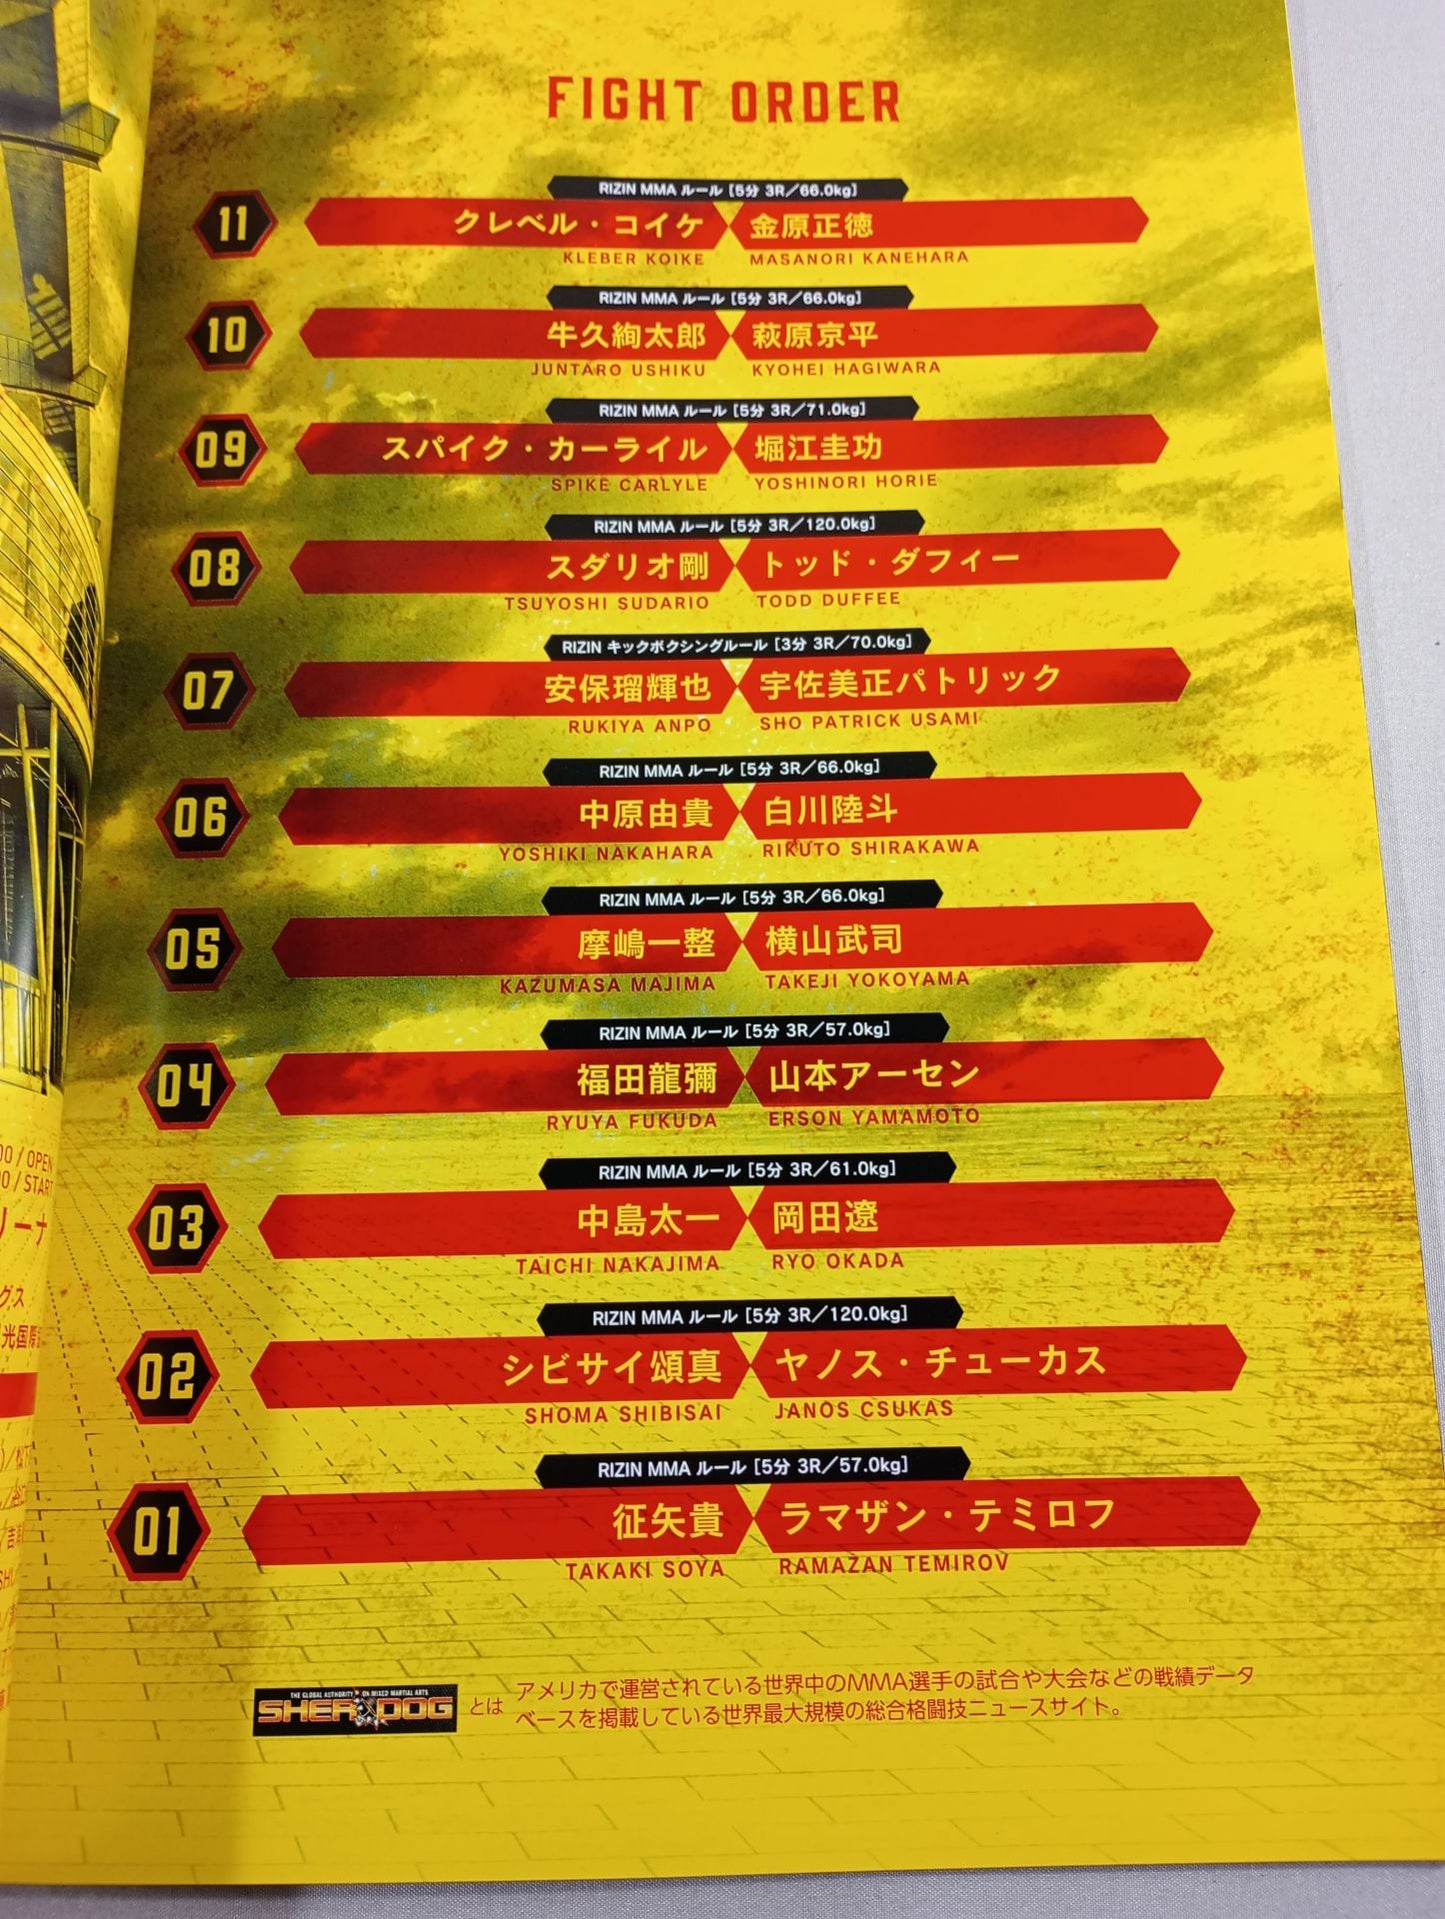 FIGHT ORDER
RIZIN MMA ルール [5分 3R／66.0kg]
11
クレベル・コイケ 金原正徳
KLEBER KOIKE MASANORI KANEHARA
RIZIN MMA ルール [5分 3R／66.0kg]
10
牛久絢太郎 萩原京平
JUNTARO USHIKU KYOHEI HAGIWARA
RIZIN MMA ルール [5分 3R／71.0kg]
09
スパイク・カーライル 堀江圭功
SPIKE CARLYLE YOSHINORI HORIE
RIZIN MMA ルール [5分 3R／120.0kg]
08
スダリオ剛 トッド・ダフィー
TSUYOSHI SUDARIO TODD DUFFEE
RIZIN キックボクシングルール [3分 3R／70.0kg]
07
安保瑠輝也 宇佐美正パトリック
RUKIYA ANPO SHO PATRICK USAMI
RIZIN MMA ルール [5分 3R／66.0kg]
06
中原由貴 白川陸斗
YOSHIKI NAKAHARA RIKUTO SHIRAKAWA
RIZIN MMA ルール [5分 3R／66.0kg]
05
摩嶋一整 横山武司
KAZUMASA MAJIMA TAKEJI YOKOYAMA
RIZIN MMA ルール [5分 3R／57.0kg]
04
福田龍彌 山本アーセン
RYUYA FUKUDA ERSON YAMAMOTO
RIZIN MMA ルール [5分 3R／61.0kg]
03
中島太一 岡田遼
TAICHI NAKAJIMA RYO OKADA
RIZIN MMA ルール [5分 3R／120.0kg]
02
シビサイ頌真 ヤノス・チューカス
SHOMA SHIBISAI JANOS CSUKAS
RIZIN MMA ルール [5分 3R／57.0kg]
01
征矢貴 ラマザン・テミロフ
TAKAKI SOYA RAMAZAN TEMIROV
THE GLOBAL AUTHORITY ON MIXED MARTIAL ARTS
SHERDOG とは アメリカで運営されている世界中のMMA選手の試合や大会などの戦績データ
ベースを掲載している世界最大規模の総合格闘技ニュースサイト。
/ OPEN
/ START
リーナ
グス
光国際